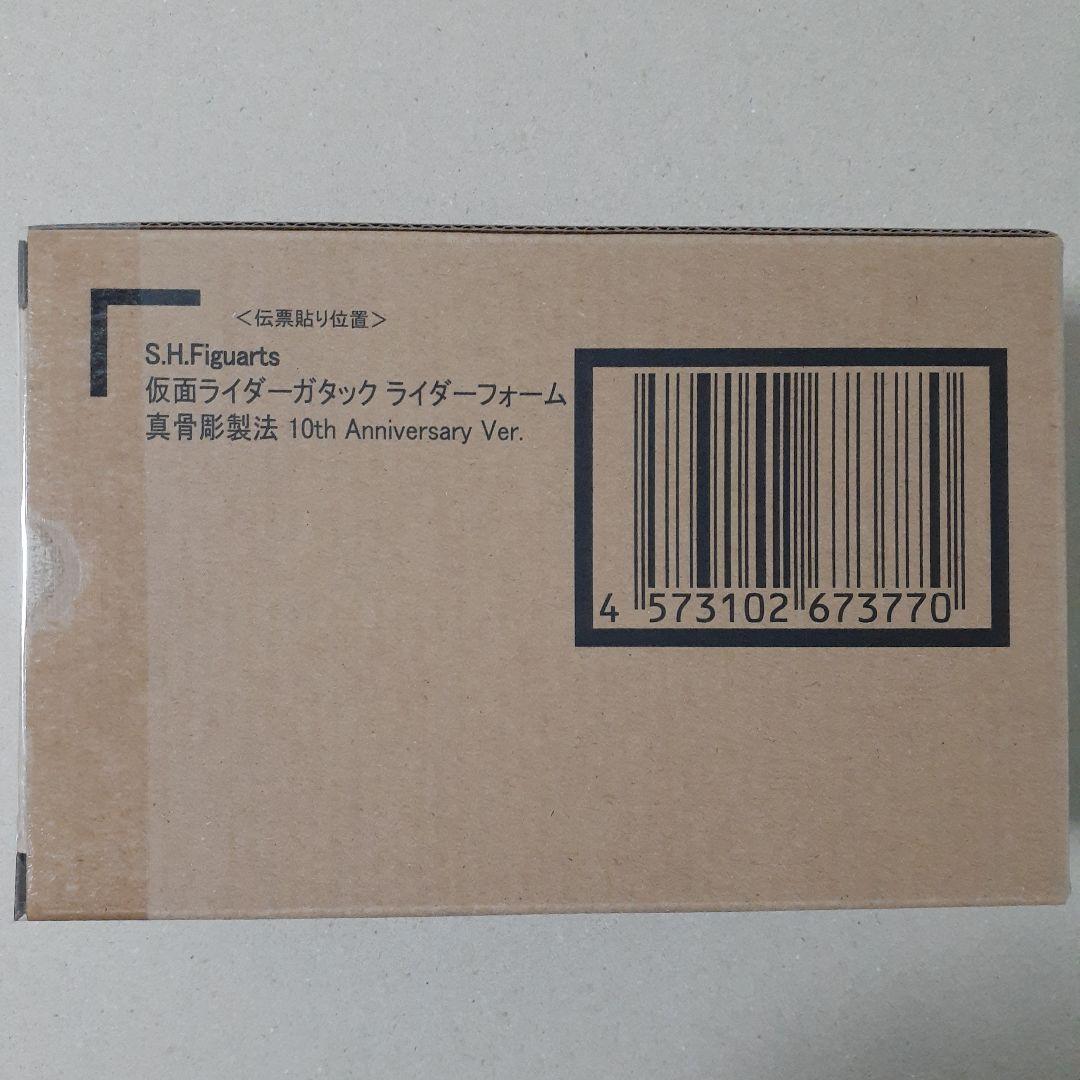 ＜伝票貼り位置＞
S.H.Figuarts
仮面ライダーガタック ライダーフォーム
真骨彫製法 10th Anniversary Ver.
4 573102 673770